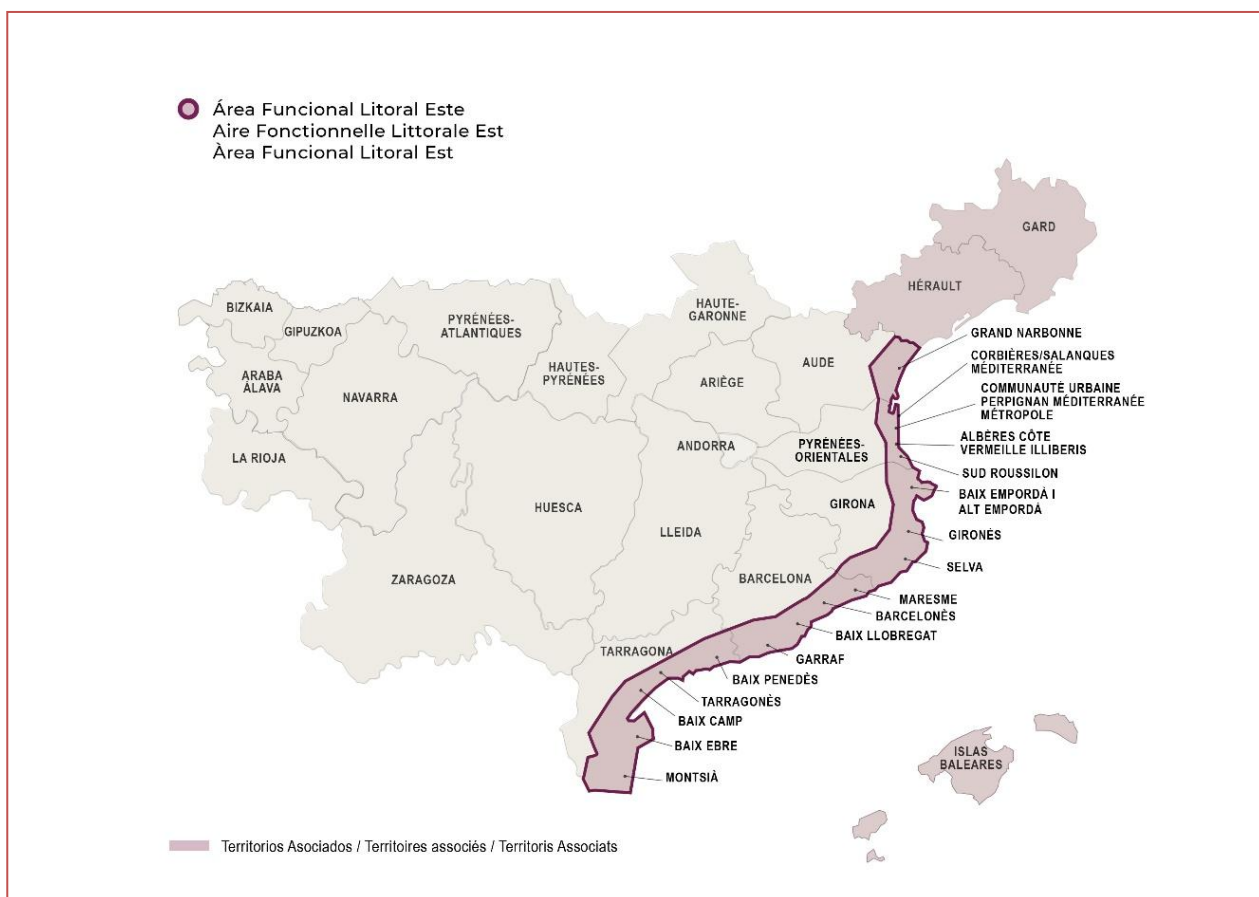 Área Funcional Litoral Este
Aire Fonctionnelle Littorale Est
Àrea Funcional Litoral Est
GARD
HÉRAULT
BIZKAIA
GIPUZKOA
PYRÉNÉES-
ATLANTIQUES
HAUTE-
GARONNE
GRAND NARBONNE
ARABA
ÀLAVA
NAVARRA
HAUTES-
PYRÉNÉES
ARIÈGE
AUDE
CORBIÈRES/SALANQUES
MÉDITERRANÉE
COMMUNAUTÉ URBAINE
PERPIGNAN MÉDITERRANÉE
MÉTROPOLE
LA RIOJA
ANDORRA
PYRÉNÉES-
ORIENTALES
ALBÈRES CÔTE
VERMEILLE ILLIBERIS
SUD ROUSSILON
BAIX EMPORDÀ I
ALT EMPORDÀ
HUESCA
LLEIDA
GIRONA
GIRONÉS
SELVA
ZARAGOZA
BARCELONA
MARESME
BARCELONÈS
BAIX LLOBREGAT
TARRAGONA
GARRAF
BAIX PENEDÈS
TARRAGONÈS
BAIX CAMP
BAIX EBRE
MONTSIÀ
ISLAS
BALEARES
Territorios Asociados / Territoires associés / Territoris Associats